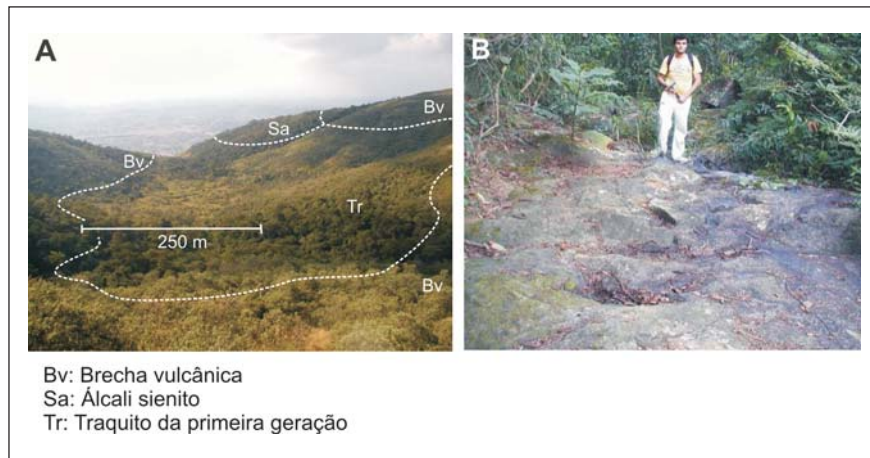 A
B
Bv
Sa
Bv
Tr
250 m
Bv
Bv: Brecha vulcânica
Sa: Álcali sienito
Tr: Traquito da primeira geração